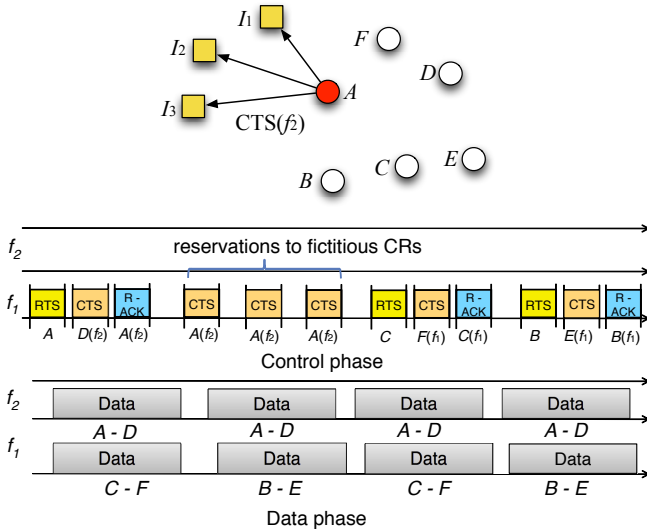 I1
F
I2
D
A
I3
CTS(f2)
E
C
B
f2
reservations to fictitious CRs
f1
RTS CTS R - ACK CTS CTS CTS RTS CTS R - ACK RTS CTS R - ACK
A D(f2) A(f2) A(f2) A(f2) A(f2) C F(f1) C(f1) B E(f1) B(f1)
Control phase
f2
Data Data Data Data
A - D A - D A - D A - D
f1
Data Data Data Data
C - F B - E C - F B - E
Data phase